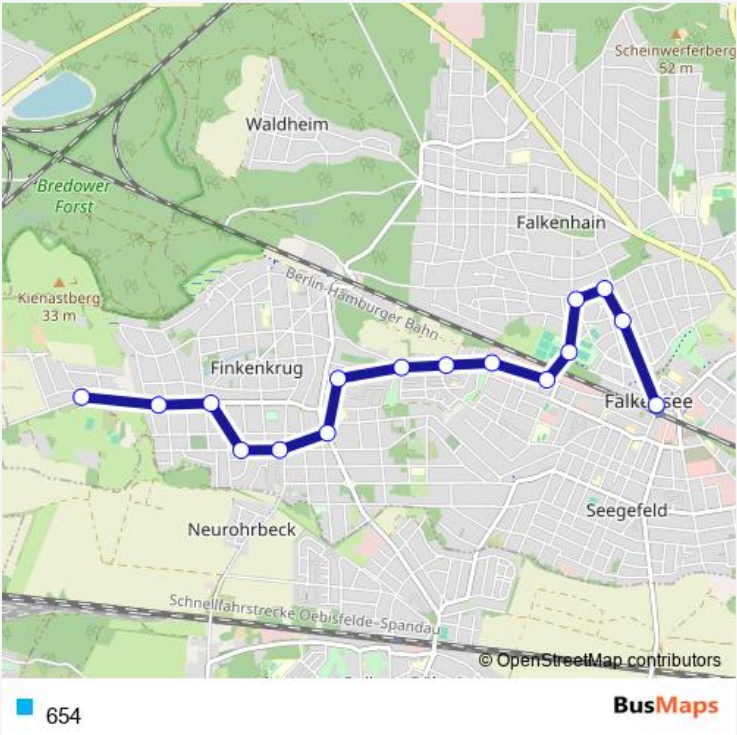 Scheinwerferberg
52 m
Waldheim
Bredower
Forst
Falkenhain
Berlin-Hamburger Bahn
Kienastberg
33 m
Finkenkrug
Falkensee
Seegefeld
Neurohrbeck
Schnellfahrstrecke Oebisfelde-Spandau
© OpenStreetMap contributors
654
BusMaps